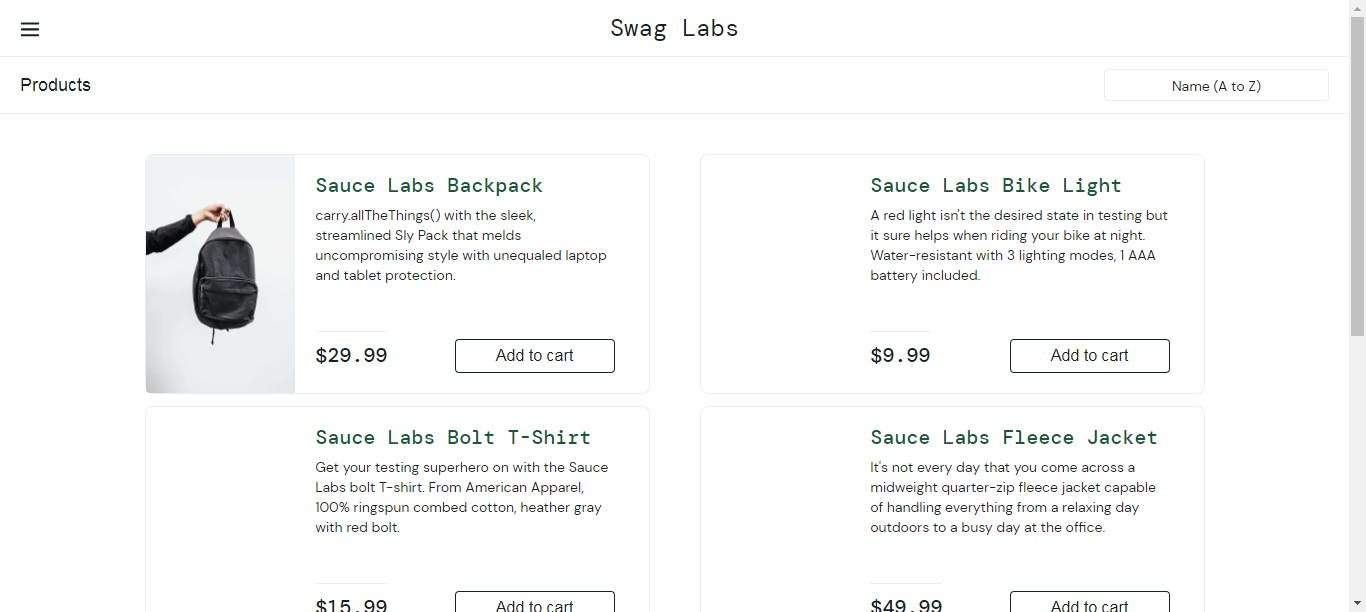 Swag Labs
Products
Name (A to Z)
Sauce Labs Backpack
carry.allTheThings() with the sleek,
streamlined Sly Pack that melds
uncompromising style with unequaled laptop
and tablet protection.
$29.99
Add to cart
Sauce Labs Bike Light
A red light isn't the desired state in testing but
it sure helps when riding your bike at night.
Water-resistant with 3 lighting modes, 1 AAA
battery included.
$9.99
Add to cart
Sauce Labs Bolt T-Shirt
Get your testing superhero on with the Sauce
Labs bolt T-shirt. From American Apparel,
100% ringspun combed cotton, heather gray
with red bolt.
$15.99
Add to cart
Sauce Labs Fleece Jacket
It's not every day that you come across a
midweight quarter-zip fleece jacket capable
of handling everything from a relaxing day
outdoors to a busy day at the office.
$49.99
Add to cart